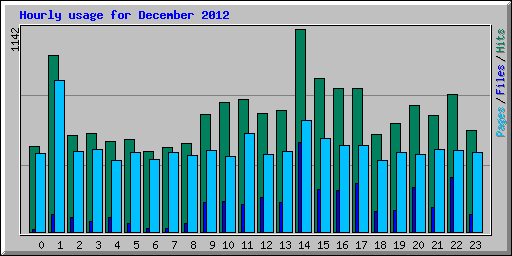 Hourly usage for December 2012
1142
Pages/Files/Hits
0 1 2 3 4 5 6 7 8 9 10 11 12 13 14 15 16 17 18 19 20 21 22 23